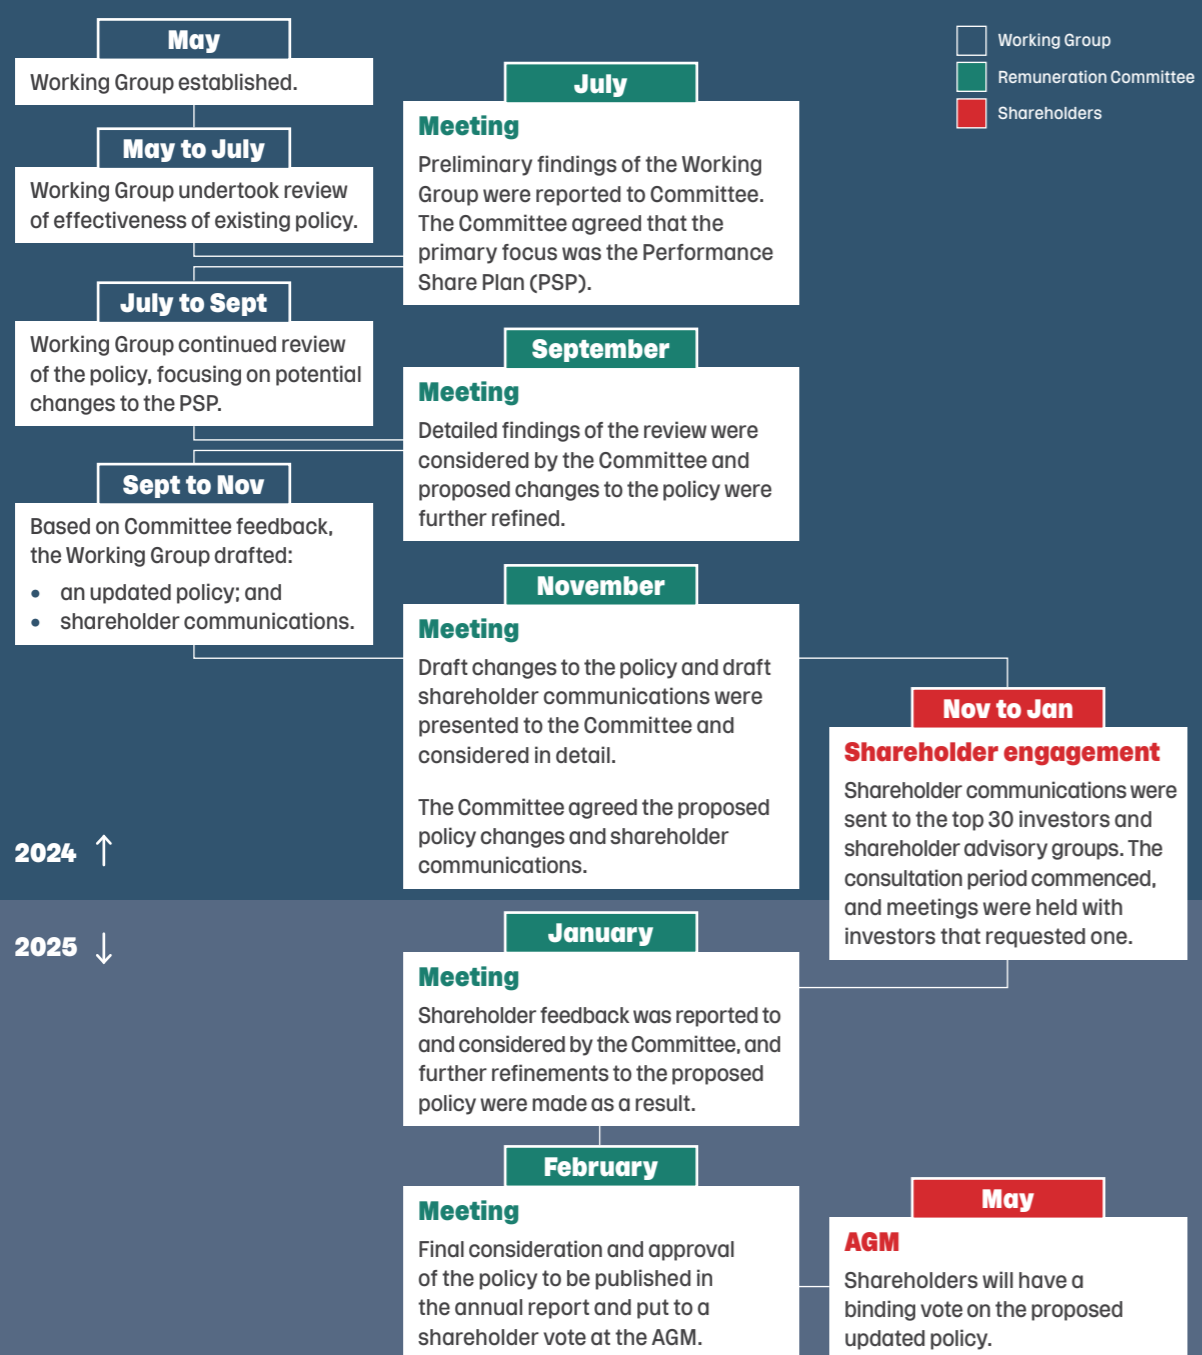 May
Working Group established.
May to July
Working Group undertook review
of effectiveness of existing policy.
July
Meeting
Preliminary findings of the Working
Group were reported to Committee.
The Committee agreed that the
primary focus was the Performance
Share Plan (PSP).
Working Group
Remuneration Committee
Shareholders
July to Sept
Working Group continued review
of the policy, focusing on potential
changes to the PSP.
September
Meeting
Detailed findings of the review were
considered by the Committee and
proposed changes to the policy were
further refined.
Sept to Nov
Based on Committee feedback,
the Working Group drafted:
• an updated policy; and
• shareholder communications.
November
Meeting
Draft changes to the policy and draft
shareholder communications were
presented to the Committee and
considered in detail.
The Committee agreed the proposed
policy changes and shareholder
communications.
Nov to Jan
Shareholder engagement
Shareholder communications were
sent to the top 30 investors and
shareholder advisory groups. The
consultation period commenced,
and meetings were held with
investors that requested one.
2024 ↑
2025 ↓
January
Meeting
Shareholder feedback was reported to
and considered by the Committee, and
further refinements to the proposed
policy were made as a result.
February
Meeting
Final consideration and approval
of the policy to be published in
the annual report and put to a
shareholder vote at the AGM.
May
AGM
Shareholders will have a
binding vote on the proposed
updated policy.